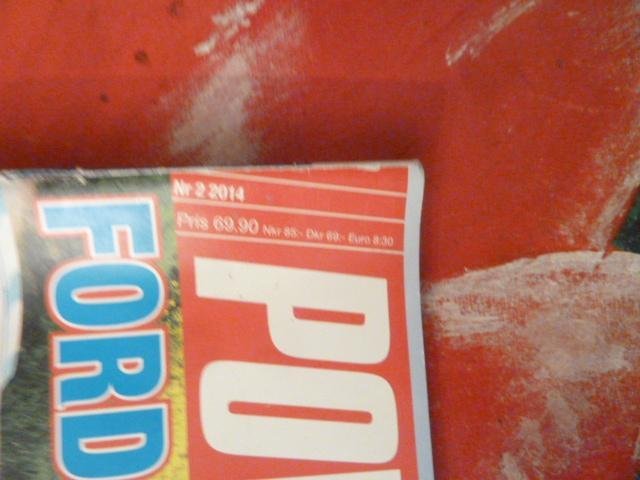 Nr 2 2014
Pris 69.90 Nkr 85:- Dkr 69:- Euro 8:30
PO
FORD